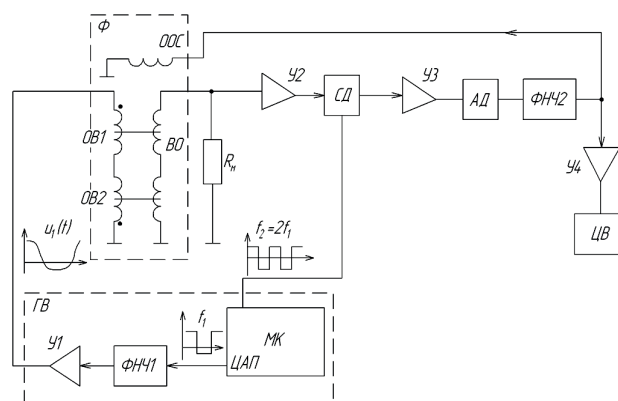 Ф
ООС
У2
СД
У3
АД
ФНЧ2
ОВ1
ВО
Rн
ОВ2
У4
ЦВ
u₁(t)
f₂=2f₁
ГВ
f₁
МК
У1
ФНЧ1
ЦАП